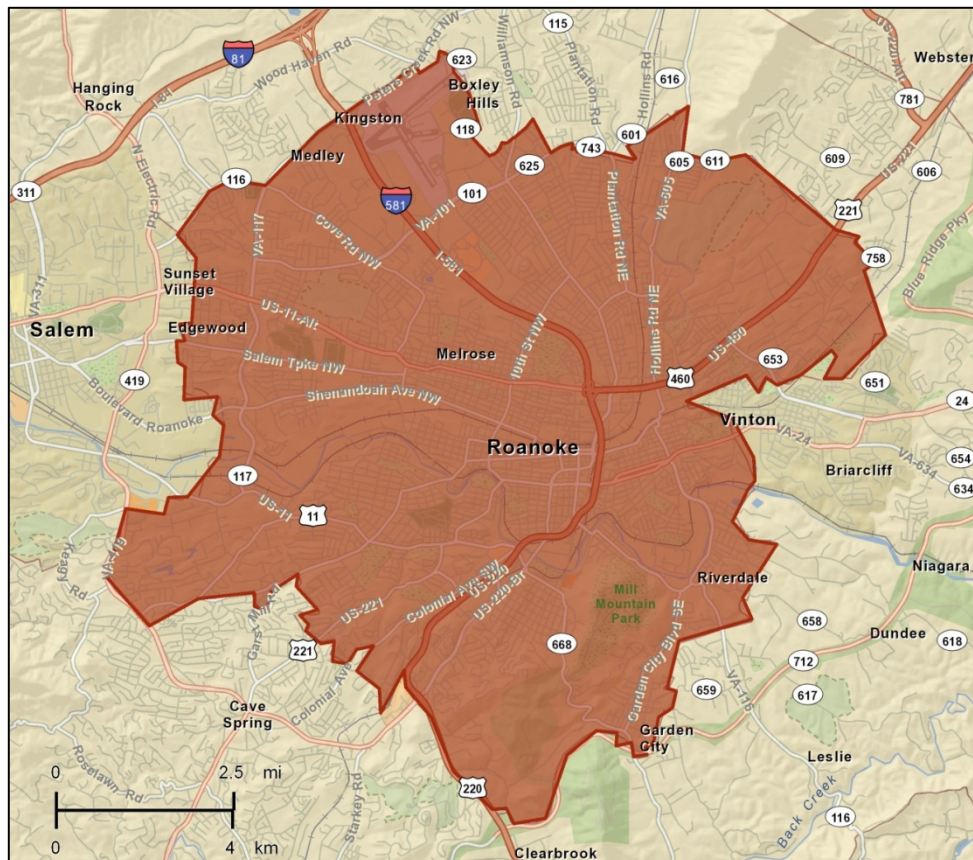 115
US-220 Alt
Webster
81
Wood Haven Rd
Peters Creek Rd NW
623
Williamson Rd
Plantation Rd
Hollins Rd
616
Hanging
Rock
I-81
Boxley
Hills
781
Kingston
118
743
601
US-221
Medley
625
605
611
609
606
N Electric Rd
311
116
101
VA-101
581
221
Plantation Rd NE
VA-605
VA-117
Cove Rd NW
I-581
758
Blue Ridge Pky
Sunset
Village
VA-311
Salem
US-11-Alt
Edgewood
Melrose
10th St NW
Hollins Rd NE
US-460
Salem Tpke NW
653
419
Shenandoah Ave NW
460
651
Boulevard Roanoke
24
Vinton
Roanoke
VA-24
117
Briarcliff
VA-634
654
634
US-11
11
VA-419
Keagy Rd
Niagara
Riverdale
Colonial Ave SW
US-220
US-220-Br
US-221
Mill
Mountain
Park
Garst Mill Rd
658
Dundee
618
221
668
Garden City Blvd SE
712
Colonial Ave
659
VA-116
617
Cave
Spring
Garden
City
Leslie
Roselawn Rd
0 2.5 mi
220
Starkey Rd
Back Creek
116
0 4 km
Clearbrook